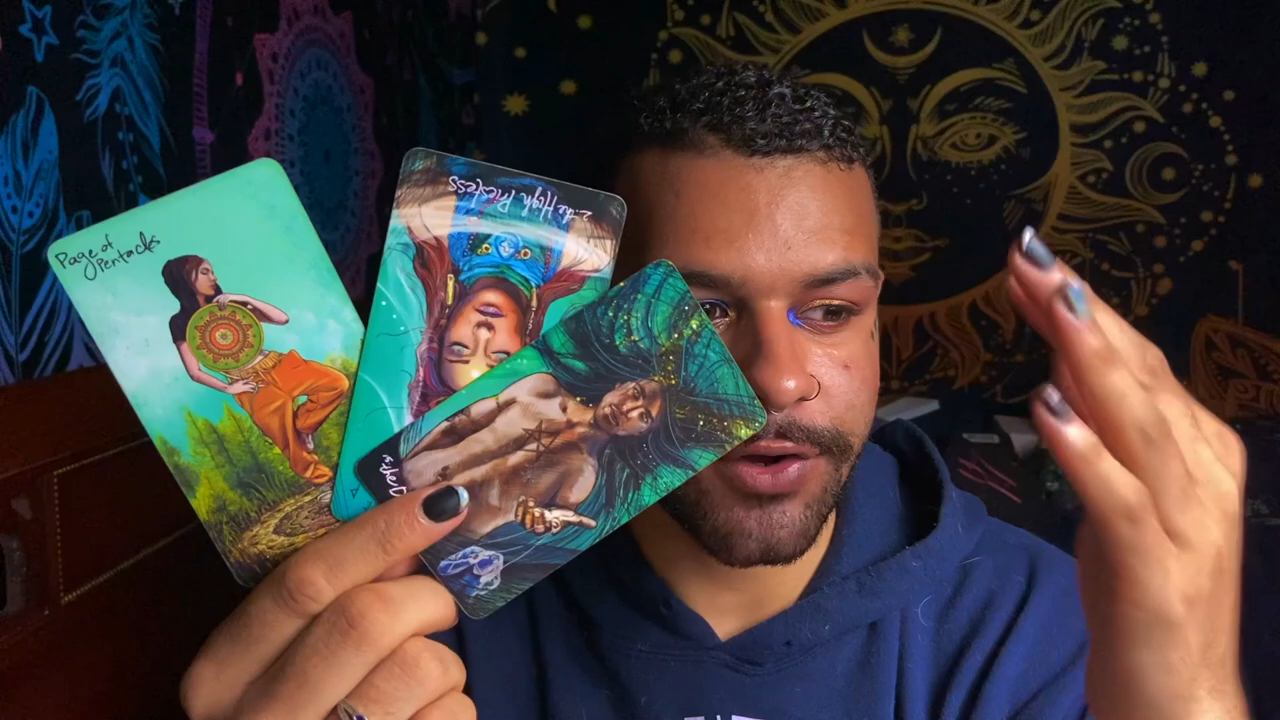 Page of
Pentacles
2. the High Priestess